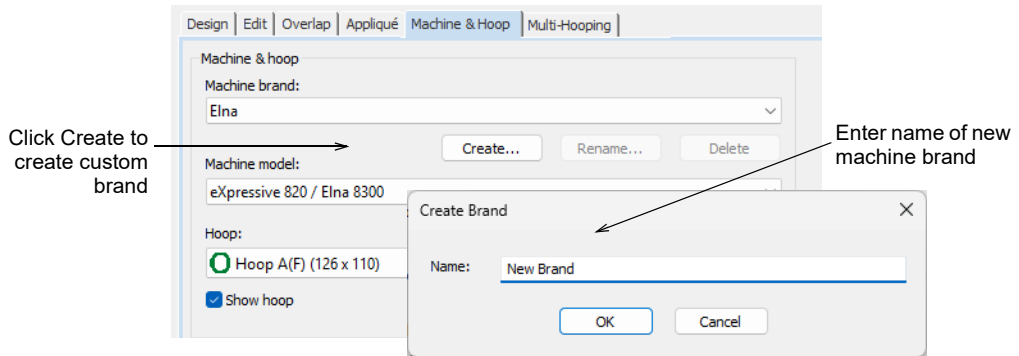 Design Edit Overlap Appliqué Machine & Hoop Multi-Hooping
Machine & hoop
Machine brand:
Elna
Click Create to
create custom
brand
Create... Rename... Delete
Enter name of new
machine brand
Machine model:
eXpressive 820 / Elna 8300
Create Brand
Hoop:
Hoop A(F) (126 x 110)
Name: New Brand
Show hoop
OK Cancel